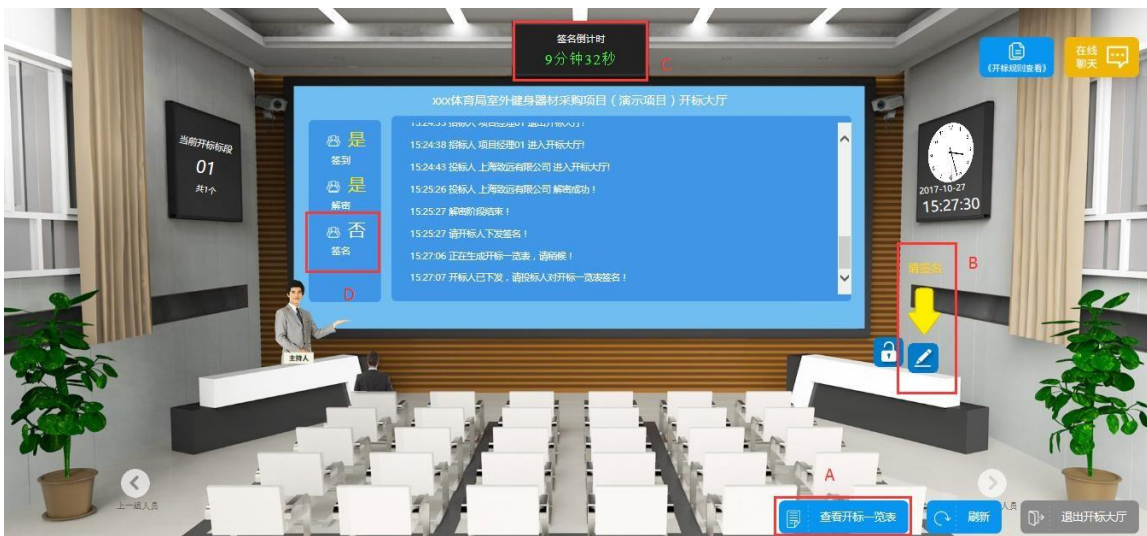 签名倒计时
9分钟32秒
C
《开标规则查看》
在线
聊天
xxx体育局室外健身器材采购项目（演示项目）开标大厅
当前开标标段
01
共1个
是
签到
是
解密
否
签名
D
15:24:38 招标人 项目经理01 进入开标大厅!
15:24:43 投标人 上海致远有限公司 进入开标大厅!
15:25:26 投标人 上海致远有限公司 解密成功！
15:25:27 解密阶段结束！
15:25:27 请开标人下发签名！
15:27:06 正在生成开标一览表，请稍候！
15:27:07 开标人已下发，请投标人对开标一览表签名！
2017-10-27
15:27:30
请签名
B
主持人
A
上一组人员
人员
查看开标一览表
刷新
退出开标大厅